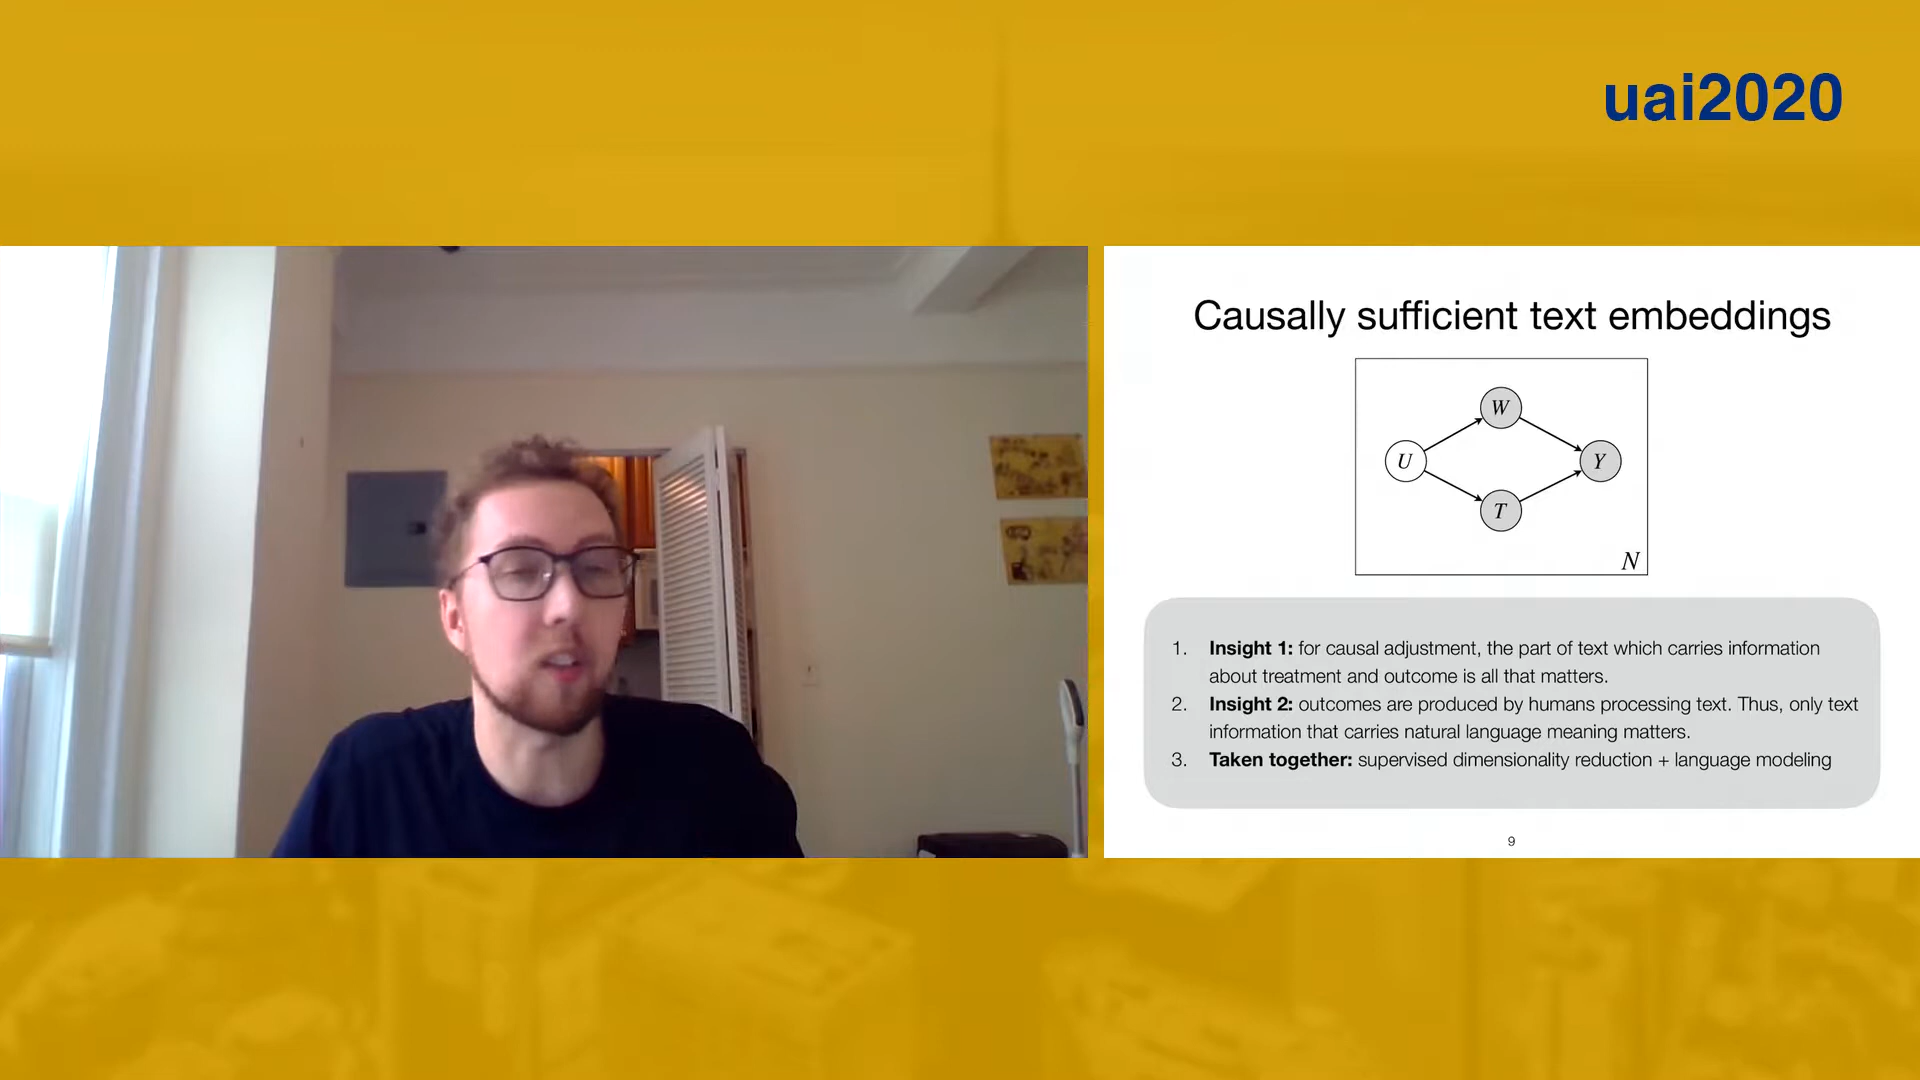 uai2020
Causally sufficient text embeddings
W
U
Y
T
N
1. Insight 1: for causal adjustment, the part of text which carries information
about treatment and outcome is all that matters.
2. Insight 2: outcomes are produced by humans processing text. Thus, only text
information that carries natural language meaning matters.
3. Taken together: supervised dimensionality reduction + language modeling
9